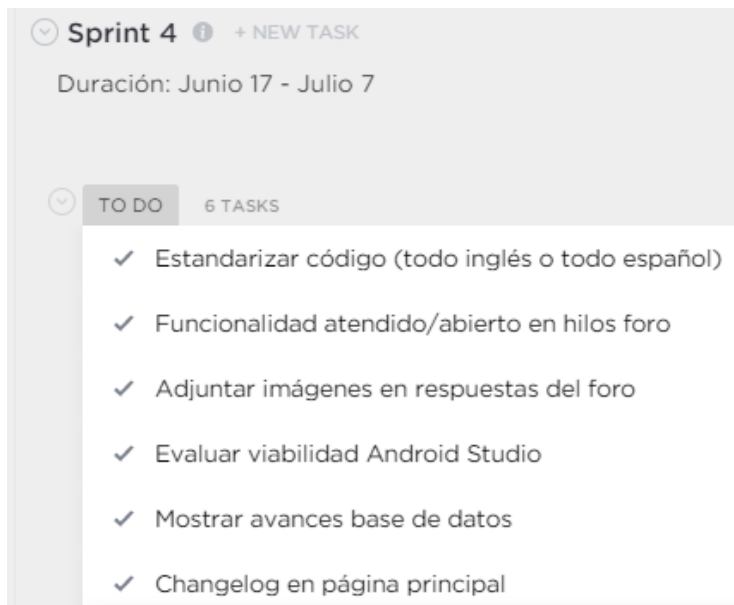 Sprint 4 + NEW TASK
Duración: Junio 17 - Julio 7
TO DO 6 TASKS
Estandarizar código (todo inglés o todo español)
Funcionalidad atendido/abierto en hilos foro
Adjuntar imágenes en respuestas del foro
Evaluar viabilidad Android Studio
Mostrar avances base de datos
Changelog en página principal